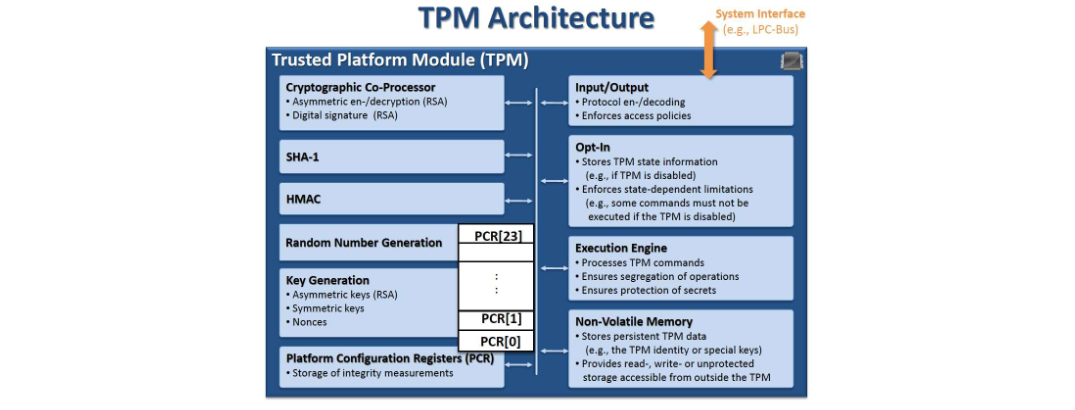 TPM Architecture
System Interface
(e.g., LPC-Bus)
Trusted Platform Module (TPM)
Cryptographic Co-Processor
• Asymmetric en-/decryption (RSA)
• Digital signature (RSA)
SHA-1
HMAC
Random Number Generation
Key Generation
• Asymmetric keys (RSA)
• Symmetric keys
• Nonces
Platform Configuration Registers (PCR)
• Storage of integrity measurements
PCR[23]
:
:
PCR[1]
PCR[0]
Input/Output
• Protocol en-/decoding
• Enforces access policies
Opt-In
• Stores TPM state information
(e.g., if TPM is disabled)
• Enforces state-dependent limitations
(e.g., some commands must not be
executed if the TPM is disabled)
Execution Engine
• Processes TPM commands
• Ensures segregation of operations
• Ensures protection of secrets
Non-Volatile Memory
• Stores persistent TPM data
(e.g., the TPM identity or special keys)
• Provides read-, write- or unprotected
storage accessible from outside the TPM